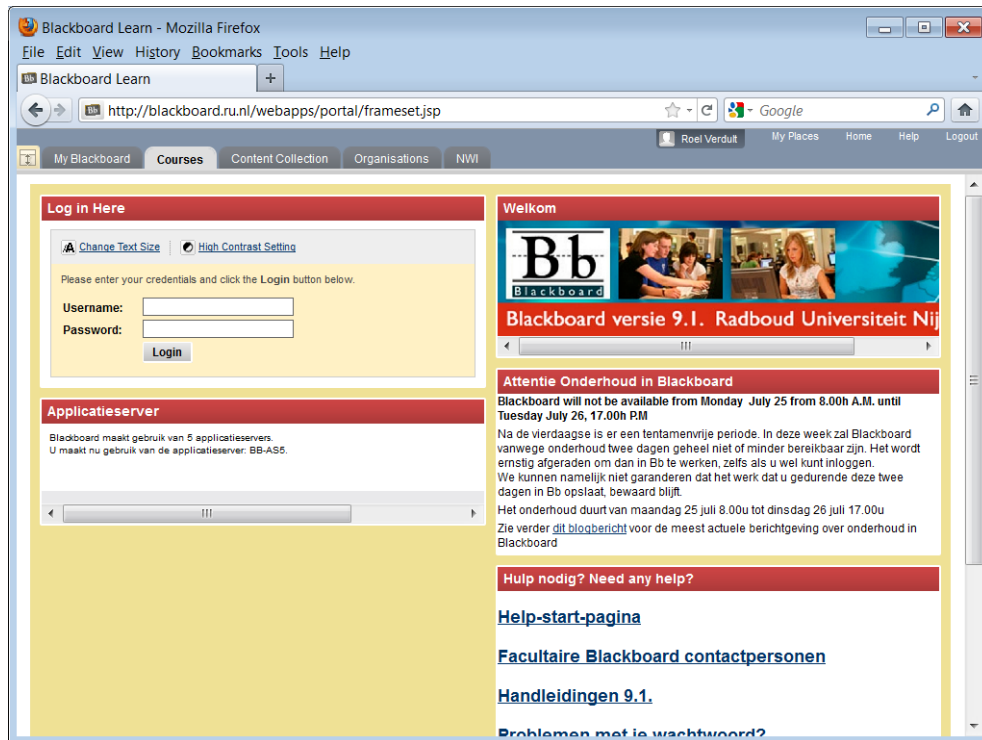 Blackboard Learn - Mozilla Firefox
File Edit View History Bookmarks Tools Help
Bb Blackboard Learn +
Bb http://blackboard.ru.nl/webapps/portal/frameset.jsp Google
Roel Verdult My Places Home Help Logout
My Blackboard Courses Content Collection Organisations NWI
Log in Here
A Change Text Size High Contrast Setting
Please enter your credentials and click the Login button below.
Username:
Password:
Login
Applicatieserver
Blackboard maakt gebruik van 5 applicatieservers.
U maakt nu gebruik van de applicatieserver: BB-AS5.
Welkom
Bb
Blackboard
Blackboard versie 9.1. Radboud Universiteit Nij
Attentie Onderhoud in Blackboard
Blackboard will not be available from Monday July 25 from 8.00h A.M. until
Tuesday July 26, 17.00h P.M
Na de vierdaagse is er een tentamenvrije periode. In deze week zal Blackboard
vanwege onderhoud twee dagen geheel niet of minder bereikbaar zijn. Het wordt
ernstig afgeraden om dan in Bb te werken, zelfs als u wel kunt inloggen.
We kunnen namelijk niet garanderen dat het werk dat u gedurende deze twee
dagen in Bb opslaat, bewaard blijft.
Het onderhoud duurt van maandag 25 juli 8.00u tot dinsdag 26 juli 17.00u
Zie verder dit blogbericht voor de meest actuele berichtgeving over onderhoud in
Blackboard
Hulp nodig? Need any help?
Help-start-pagina
Facultaire Blackboard contactpersonen
Handleidingen 9.1.
Problemen met je wachtwoord?